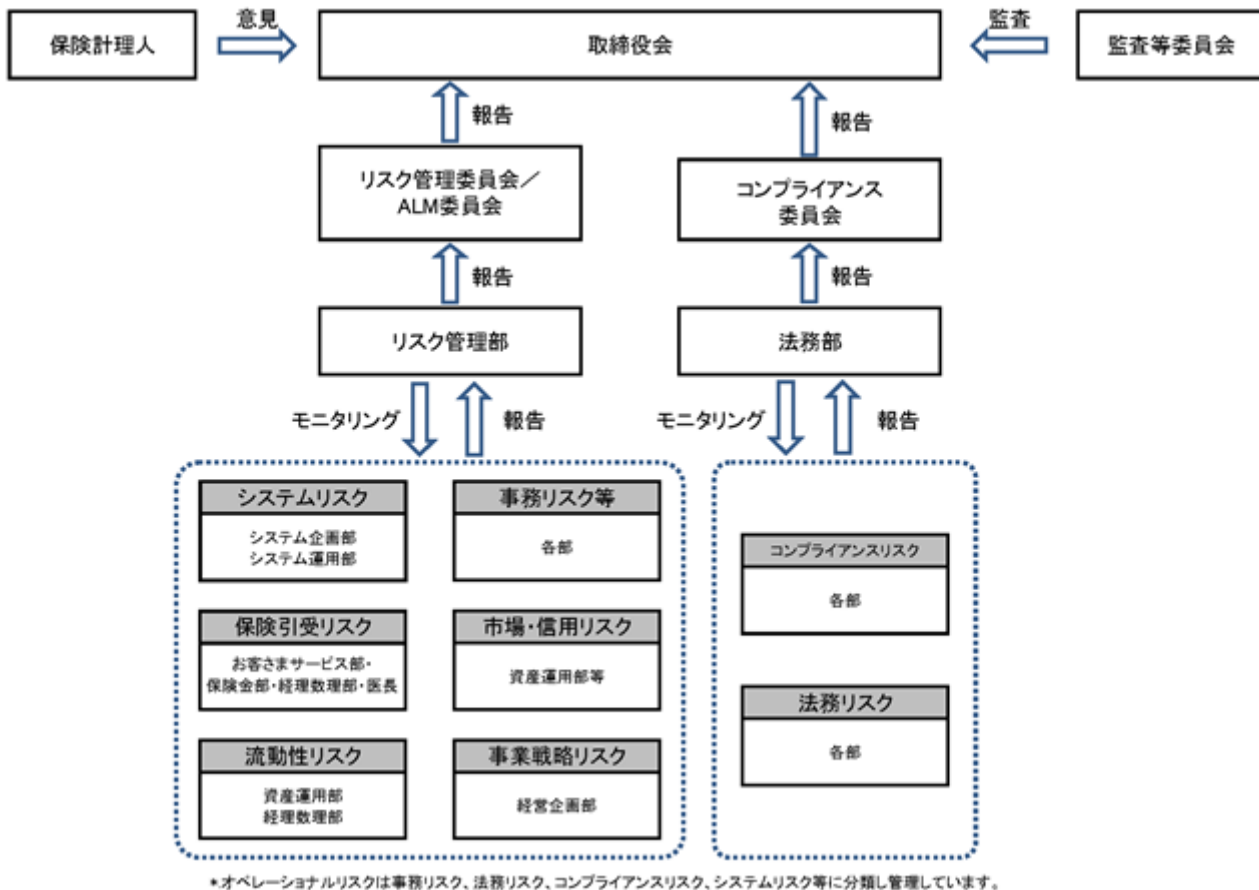 意見
監査
保険計理人
取締役会
監査等委員会
報告
報告
リスク管理委員会／
ALM委員会
コンプライアンス
委員会
報告
報告
リスク管理部
法務部
モニタリング
報告
モニタリング
報告
システムリスク
システム企画部
システム運用部
事務リスク等
各部
保険引受リスク
お客さまサービス部・
保険金部・経理数理部・医長
市場・信用リスク
資産運用部等
流動性リスク
資産運用部
経理数理部
事業戦略リスク
経営企画部
コンプライアンスリスク
各部
法務リスク
各部
*オペレーショナルリスクは事務リスク、法務リスク、コンプライアンスリスク、システムリスク等に分類し管理しています。